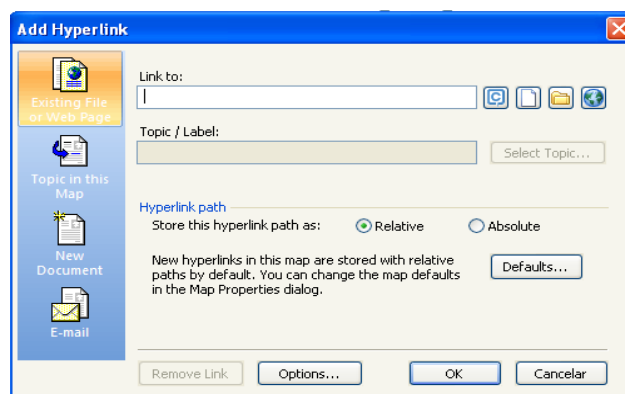 Add Hyperlink
Existing File
or Web Page
Topic in this
Map
New
Document
E-mail
Link to:
Topic / Label:
Select Topic...
Hyperlink path
Store this hyperlink path as:
Relative
Absolute
New hyperlinks in this map are stored with relative
paths by default. You can change the map defaults
in the Map Properties dialog.
Defaults...
Remove Link
Options...
OK
Cancelar